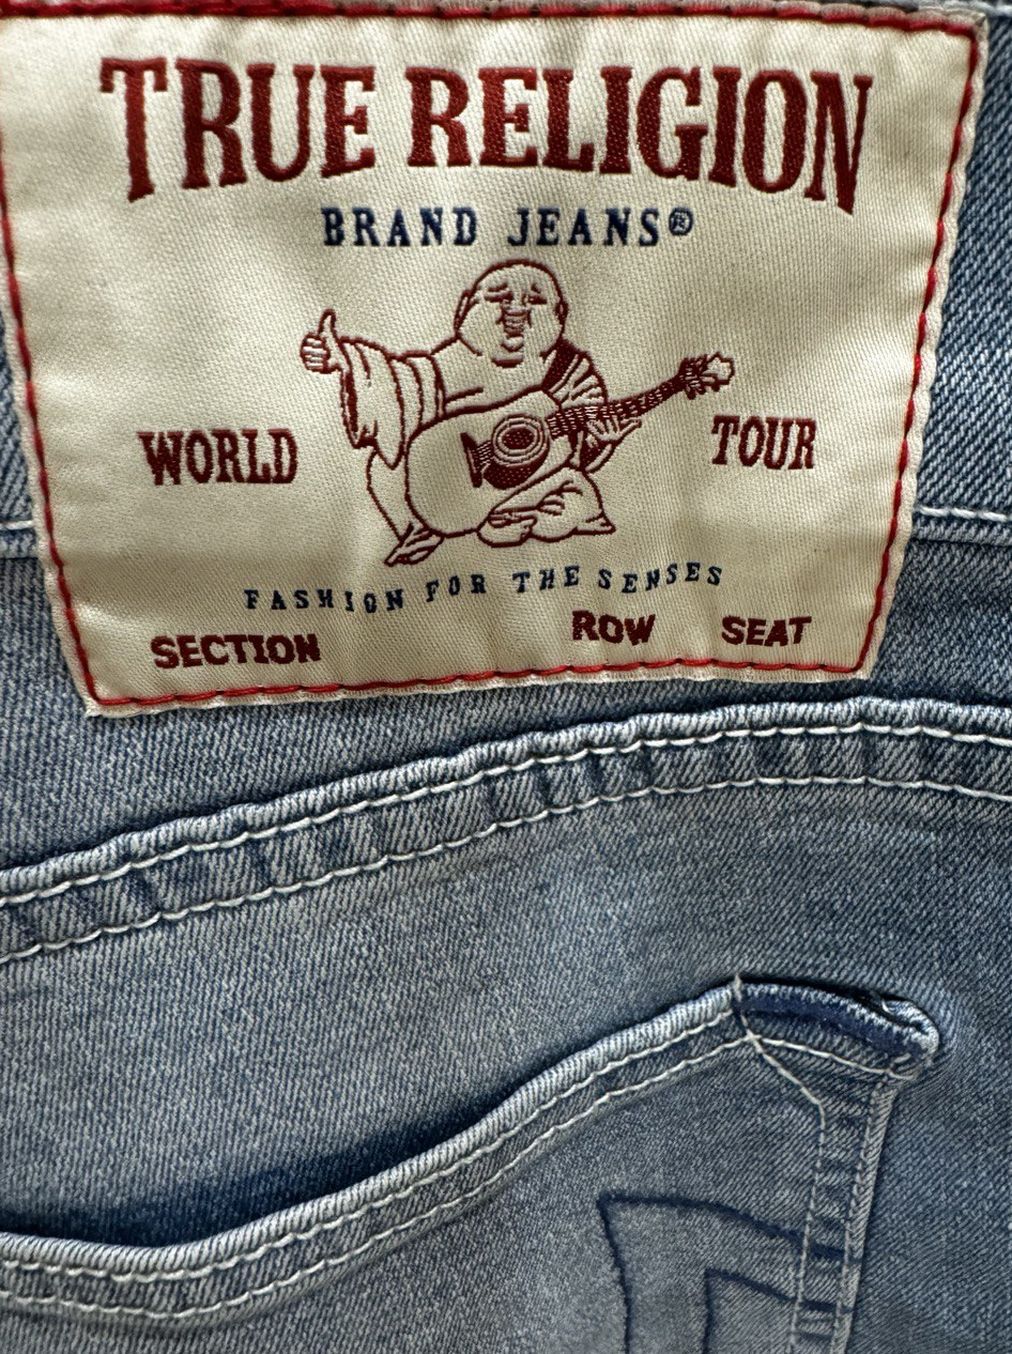 TRUE RELIGION
BRAND JEANS®
WORLD TOUR
FASHION FOR THE SENSES
SECTION ROW SEAT